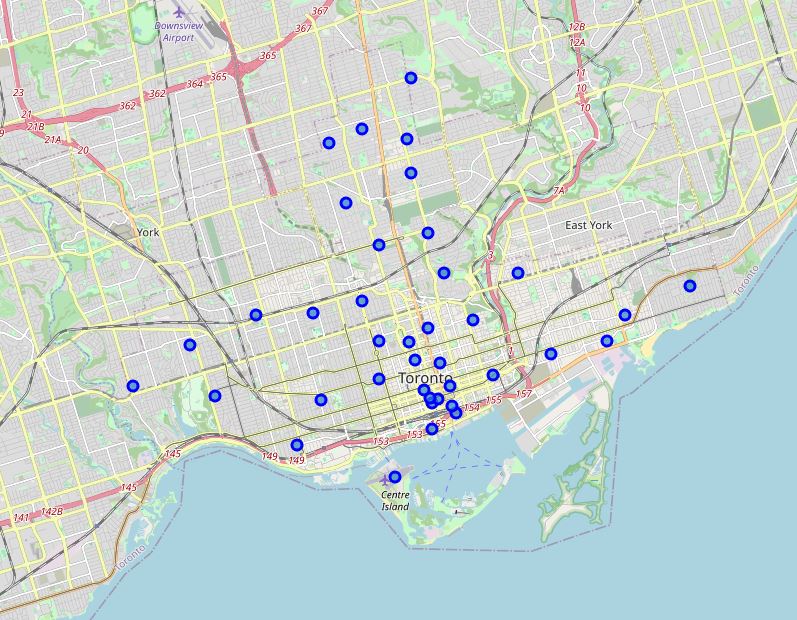 367
367
12B
12A
Downsview
Airport
365
365
364
362
362
11
10
10
23
21
21B
21A
20
9
7A
York
East York
3
Toronto
Toronto
157
155
154
155
153
153
149
149
145
145
Centre
Island
141
142B
Toronto